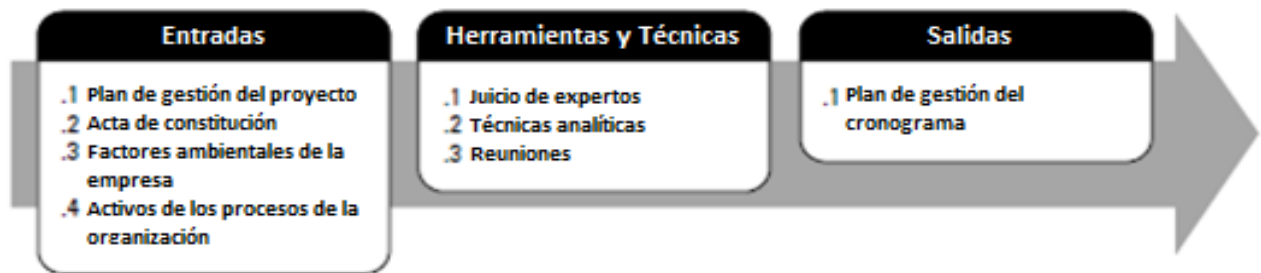 Entradas
.1 Plan de gestión del proyecto
.2 Acta de constitución
.3 Factores ambientales de la
empresa
.4 Activos de los procesos de la
organización
Herramientas y Técnicas
.1 Juicio de expertos
.2 Técnicas analíticas
.3 Reuniones
Salidas
.1 Plan de gestión del
cronograma